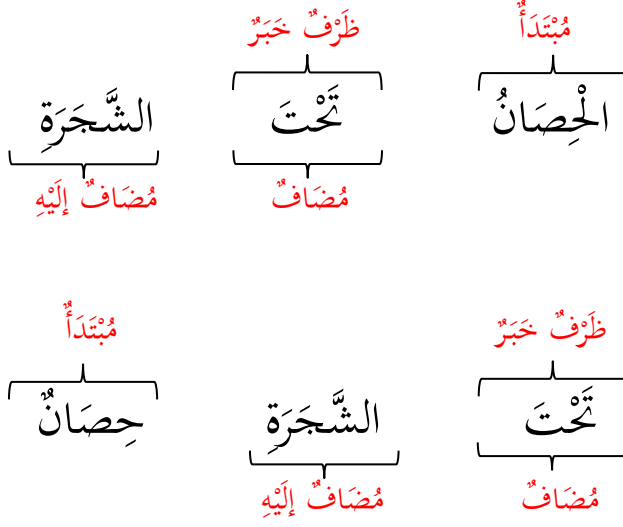 مُبْتَدَأٌ ظَرْفٌ خَبَرٌ
الْحِصَانُ تَحْتَ الشَّجَرَةِ
مُضَافٌ مُضَافٌ إِلَيْهِ
ظَرْفٌ خَبَرٌ مُبْتَدَأٌ
تَحْتَ الشَّجَرَةِ حِصَانٌ
مُضَافٌ مُضَافٌ إِلَيْهِ